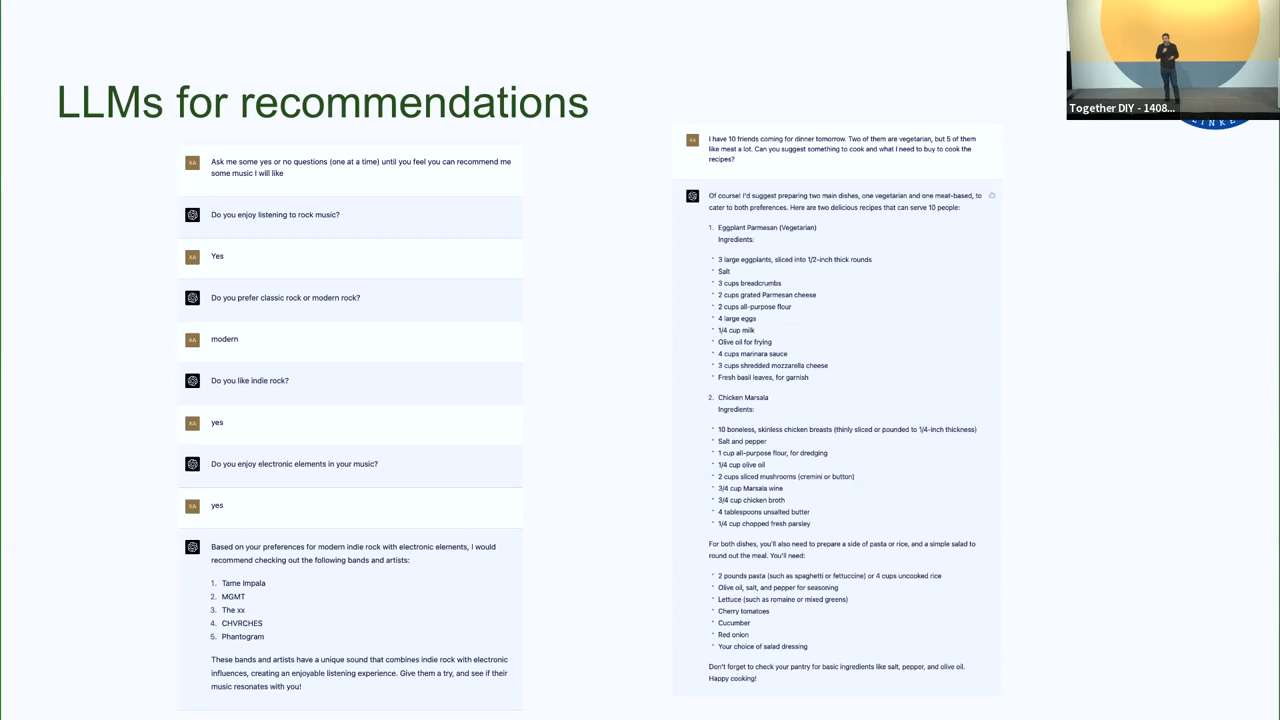 LLMs for recommendations
XA
Ask me some yes or no questions (one at a time) until you feel you can recommend me
some music I will like
Do you enjoy listening to rock music?
XA
Yes
Do you prefer classic rock or modern rock?
XA
modern
Do you like indie rock?
XA
yes
Do you enjoy electronic elements in your music?
XA
yes
Based on your preferences for modern indie rock with electronic elements, I would
recommend checking out the following bands and artists:
1. Tame Impala
2. MGMT
3. The xx
4. CHVRCHES
5. Phantogram
These bands and artists have a unique sound that combines indie rock with electronic
influences, creating an enjoyable listening experience. Give them a try, and see if their
music resonates with you!
XA
I have 10 friends coming for dinner tomorrow. Two of them are vegetarian, but 5 of them
like meat a lot. Can you suggest something to cook and what I need to buy to cook the
recipes?
Of course! I'd suggest preparing two main dishes, one vegetarian and one meat-based, to
cater to both preferences. Here are two delicious recipes that can serve 10 people:
1. Eggplant Parmesan (Vegetarian)
Ingredients:
• 3 large eggplants, sliced into 1/2-inch thick rounds
• Salt
• 3 cups breadcrumbs
• 2 cups grated Parmesan cheese
• 2 cups all-purpose flour
• 4 large eggs
• 1/4 cup milk
• Olive oil for frying
• 4 cups marinara sauce
• 3 cups shredded mozzarella cheese
• Fresh basil leaves, for garnish
2. Chicken Marsala
Ingredients:
• 10 boneless, skinless chicken breasts (thinly sliced or pounded to 1/4-inch thickness)
• Salt and pepper
• 1 cup all-purpose flour, for dredging
• 1/4 cup olive oil
• 2 cups sliced mushrooms (cremini or button)
• 3/4 cup Marsala wine
• 3/4 cup chicken broth
• 4 tablespoons unsalted butter
• 1/4 cup chopped fresh parsley
For both dishes, you'll also need to prepare a side of pasta or rice, and a simple salad to
round out the meal. You'll need:
• 2 pounds pasta (such as spaghetti or fettuccine) or 4 cups uncooked rice
• Olive oil, salt, and pepper for seasoning
• Lettuce (such as romaine or mixed greens)
• Cherry tomatoes
• Cucumber
• Red onion
• Your choice of salad dressing
Don't forget to check your pantry for basic ingredients like salt, pepper, and olive oil.
Happy cooking!
Together DIY - 1408...